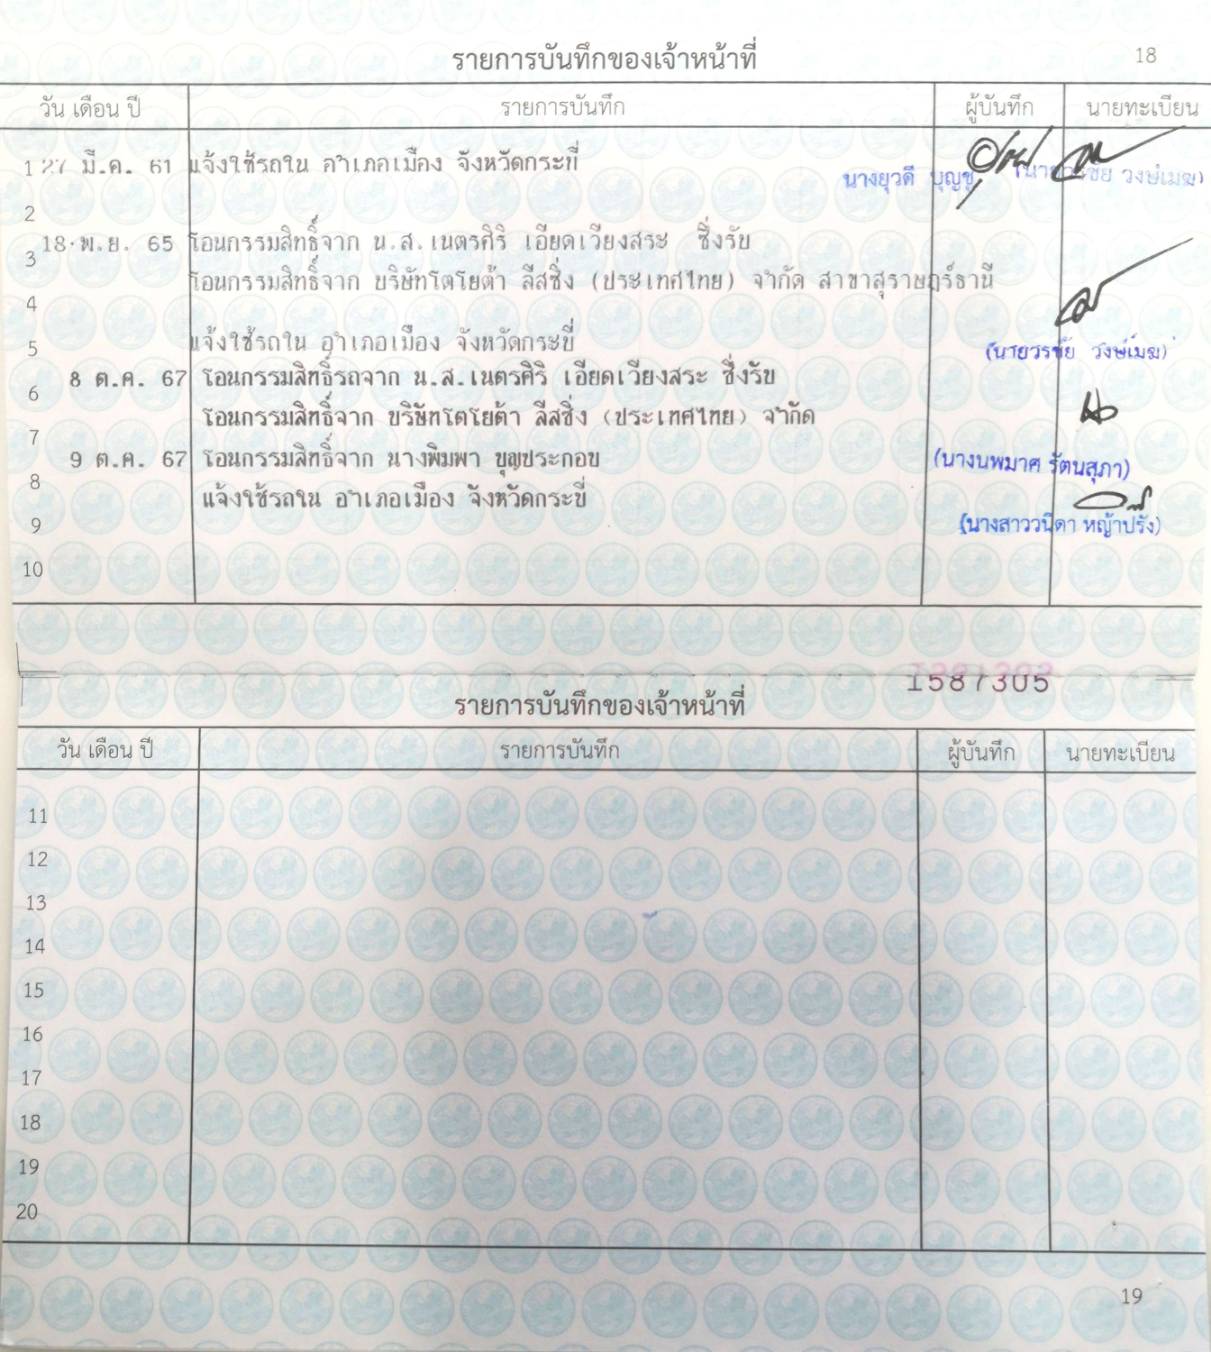 รายการบันทึกของเจ้าหน้าที่ 18
วัน เดือน ปี รายการบันทึก ผู้บันทึก นายทะเบียน
1 27 มี.ค. 61 แจ้งใช้รถใน อำเภอเมือง จังหวัดกระบี่
นางยุวดี บุญชู วงษ์เมฆ)
2
18 พ.ย. 65 โอนกรรมสิทธิ์จาก น.ส.เนตรศิริ เอียดเวียงสระ ซึ่งรับ
3
โอนกรรมสิทธิ์จาก บริษัทโตโยต้า ลีสซิ่ง (ประเทศไทย) จำกัด สาขาสุราษฎร์ธานี
4
แจ้งใช้รถใน อำเภอเมือง จังหวัดกระบี่
5 (นายวรชัย วงษ์เมฆ)
8 ต.ค. 67 โอนกรรมสิทธิ์รถจาก น.ส.เนตรศิริ เอียดเวียงสระ ซึ่งรับ
6
โอนกรรมสิทธิ์จาก บริษัทโตโยต้า ลีสซิ่ง (ประเทศไทย) จำกัด
7
9 ต.ค. 67 โอนกรรมสิทธิ์จาก นางพิมพา บุญประกอบ (นางนพมาศ รัตนสุภา)
8
แจ้งใช้รถใน อำเภอเมือง จังหวัดกระบี่
9 (นางสาววนิดา หญ้าปรัง)
10
1587305
รายการบันทึกของเจ้าหน้าที่
วัน เดือน ปี รายการบันทึก ผู้บันทึก นายทะเบียน
11
12
13
14
15
16
17
18
19
20
19